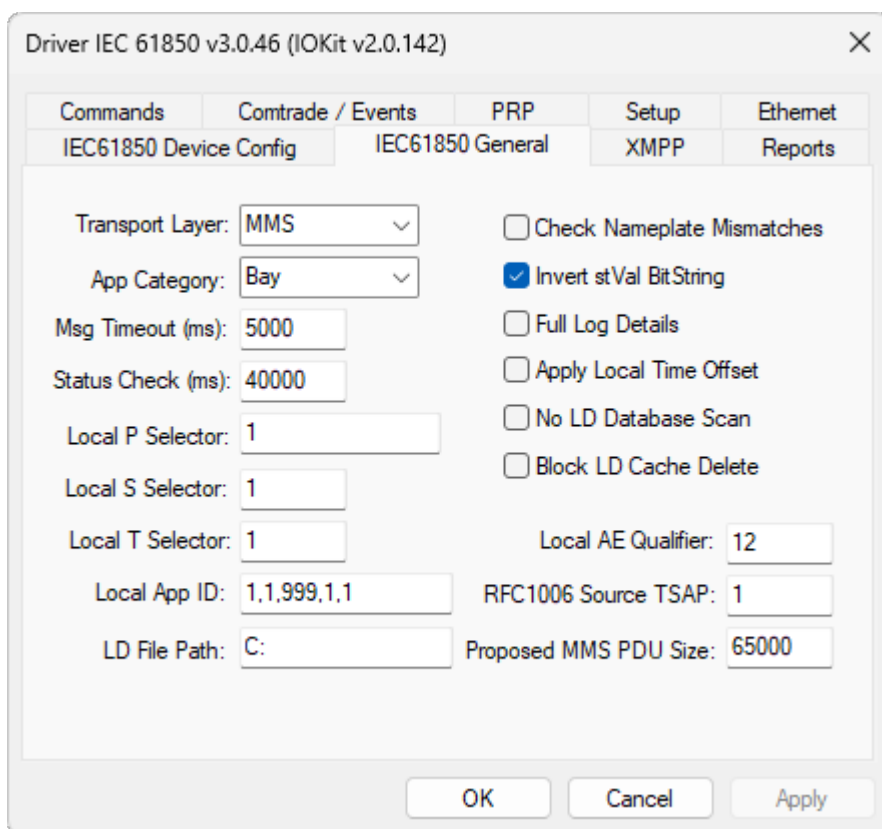 Driver IEC 61850 v3.0.46 (IOKit v2.0.142)
Commands Comtrade / Events PRP Setup Ethernet
IEC61850 Device Config IEC61850 General XMPP Reports
Transport Layer: MMS
App Category: Bay
Msg Timeout (ms): 5000
Status Check (ms): 40000
Local P Selector: 1
Local S Selector: 1
Local T Selector: 1
Local App ID: 1,1,999,1,1
LD File Path: C:
Check Nameplate Mismatches
Invert stVal BitString
Full Log Details
Apply Local Time Offset
No LD Database Scan
Block LD Cache Delete
Local AE Qualifier: 12
RFC1006 Source TSAP: 1
Proposed MMS PDU Size: 65000
OK Cancel Apply